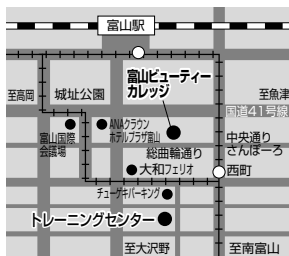 富山駅
富山ビューティー
カレッジ
至高岡
城址公園
至魚津
国道41号線
富山国際
会議場
ANAクラウン
ホテルプラザ富山
中央通り
さんぽーろ
総曲輪通り
大和フェリオ
西町
チューゲキパーキング
トレーニングセンター
至大沢野
至南富山